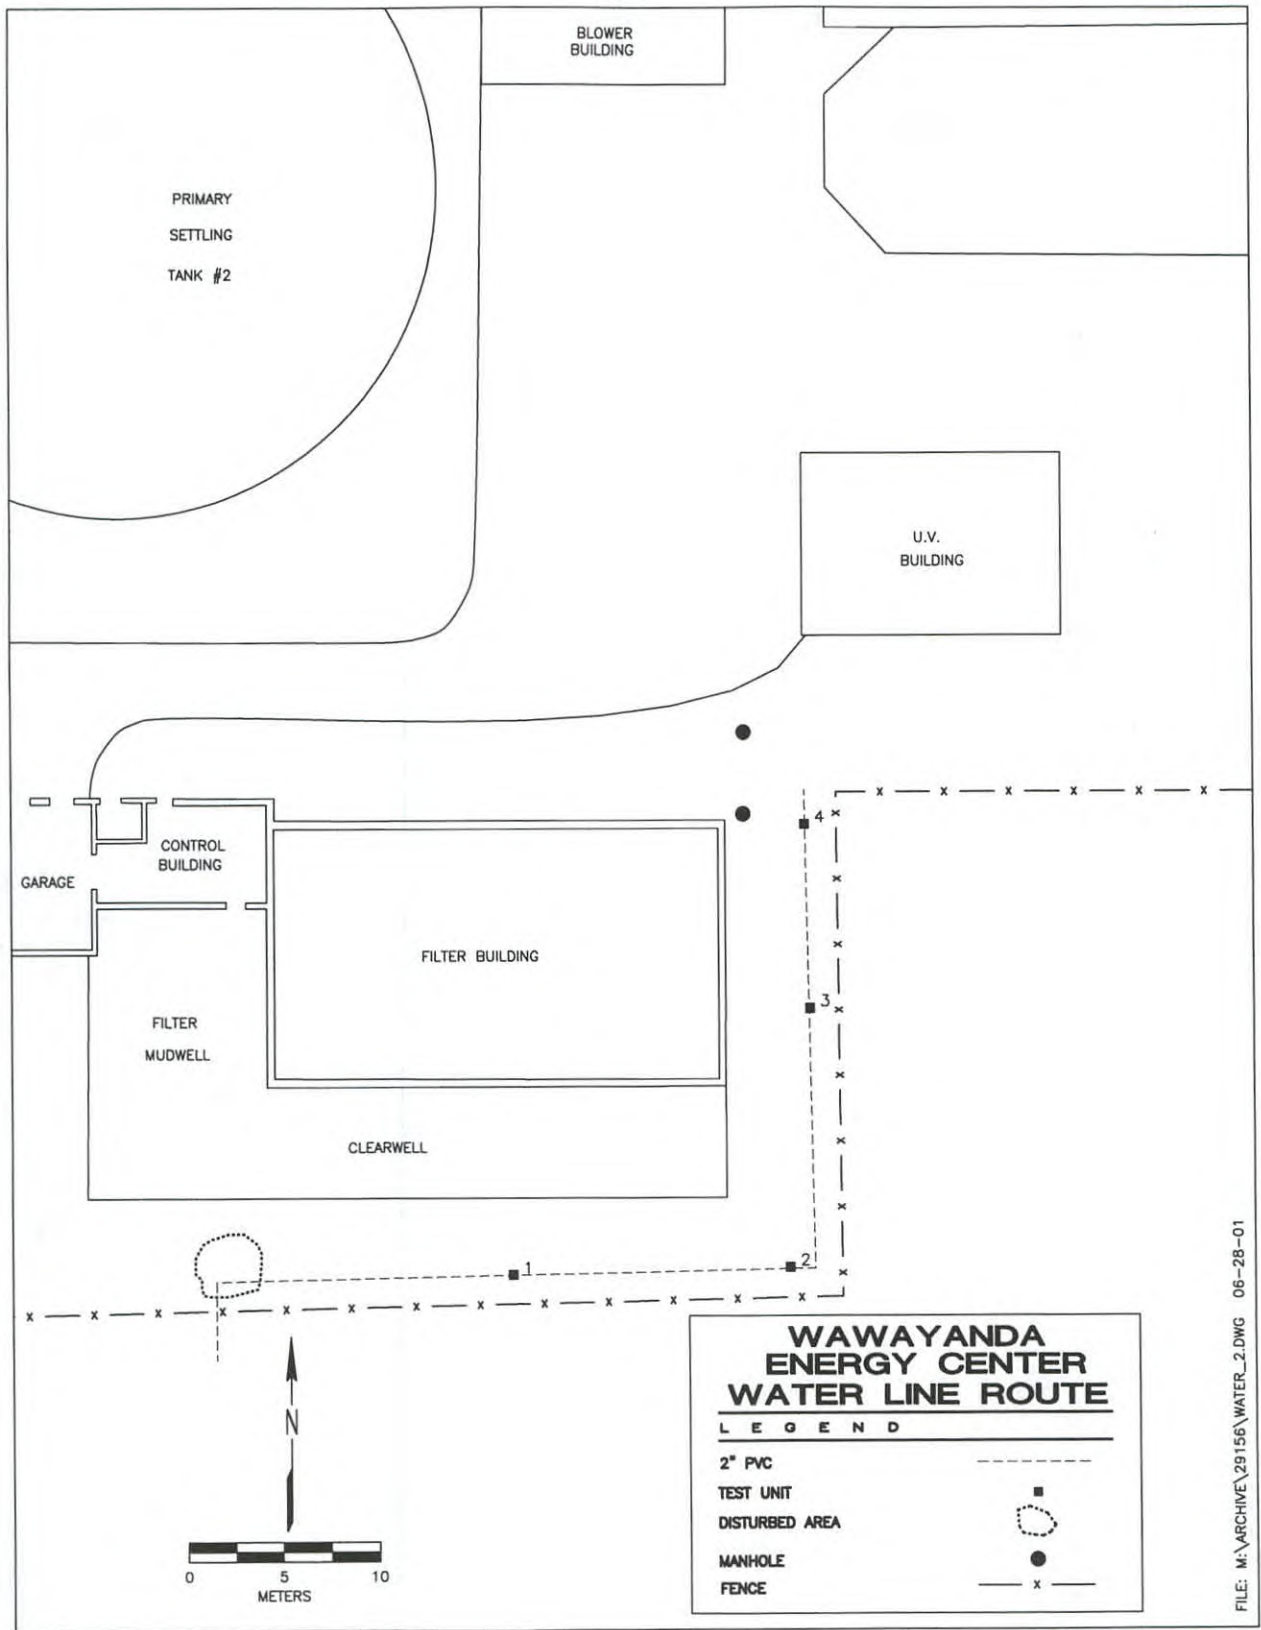 BLOWER
BUILDING
PRIMARY
SETTLING
TANK #2
U.V.
BUILDING
4
CONTROL
BUILDING
GARAGE
FILTER BUILDING
3
FILTER
MUDWELL
CLEARWELL
1
2
N
0 5 10
METERS
WAWAYANDA
ENERGY CENTER
WATER LINE ROUTE
LEGEND
2" PVC
TEST UNIT
DISTURBED AREA
MANHOLE
FENCE
FILE: M:\ARCHIVE\29156\WATER_2.DWG 06-28-01